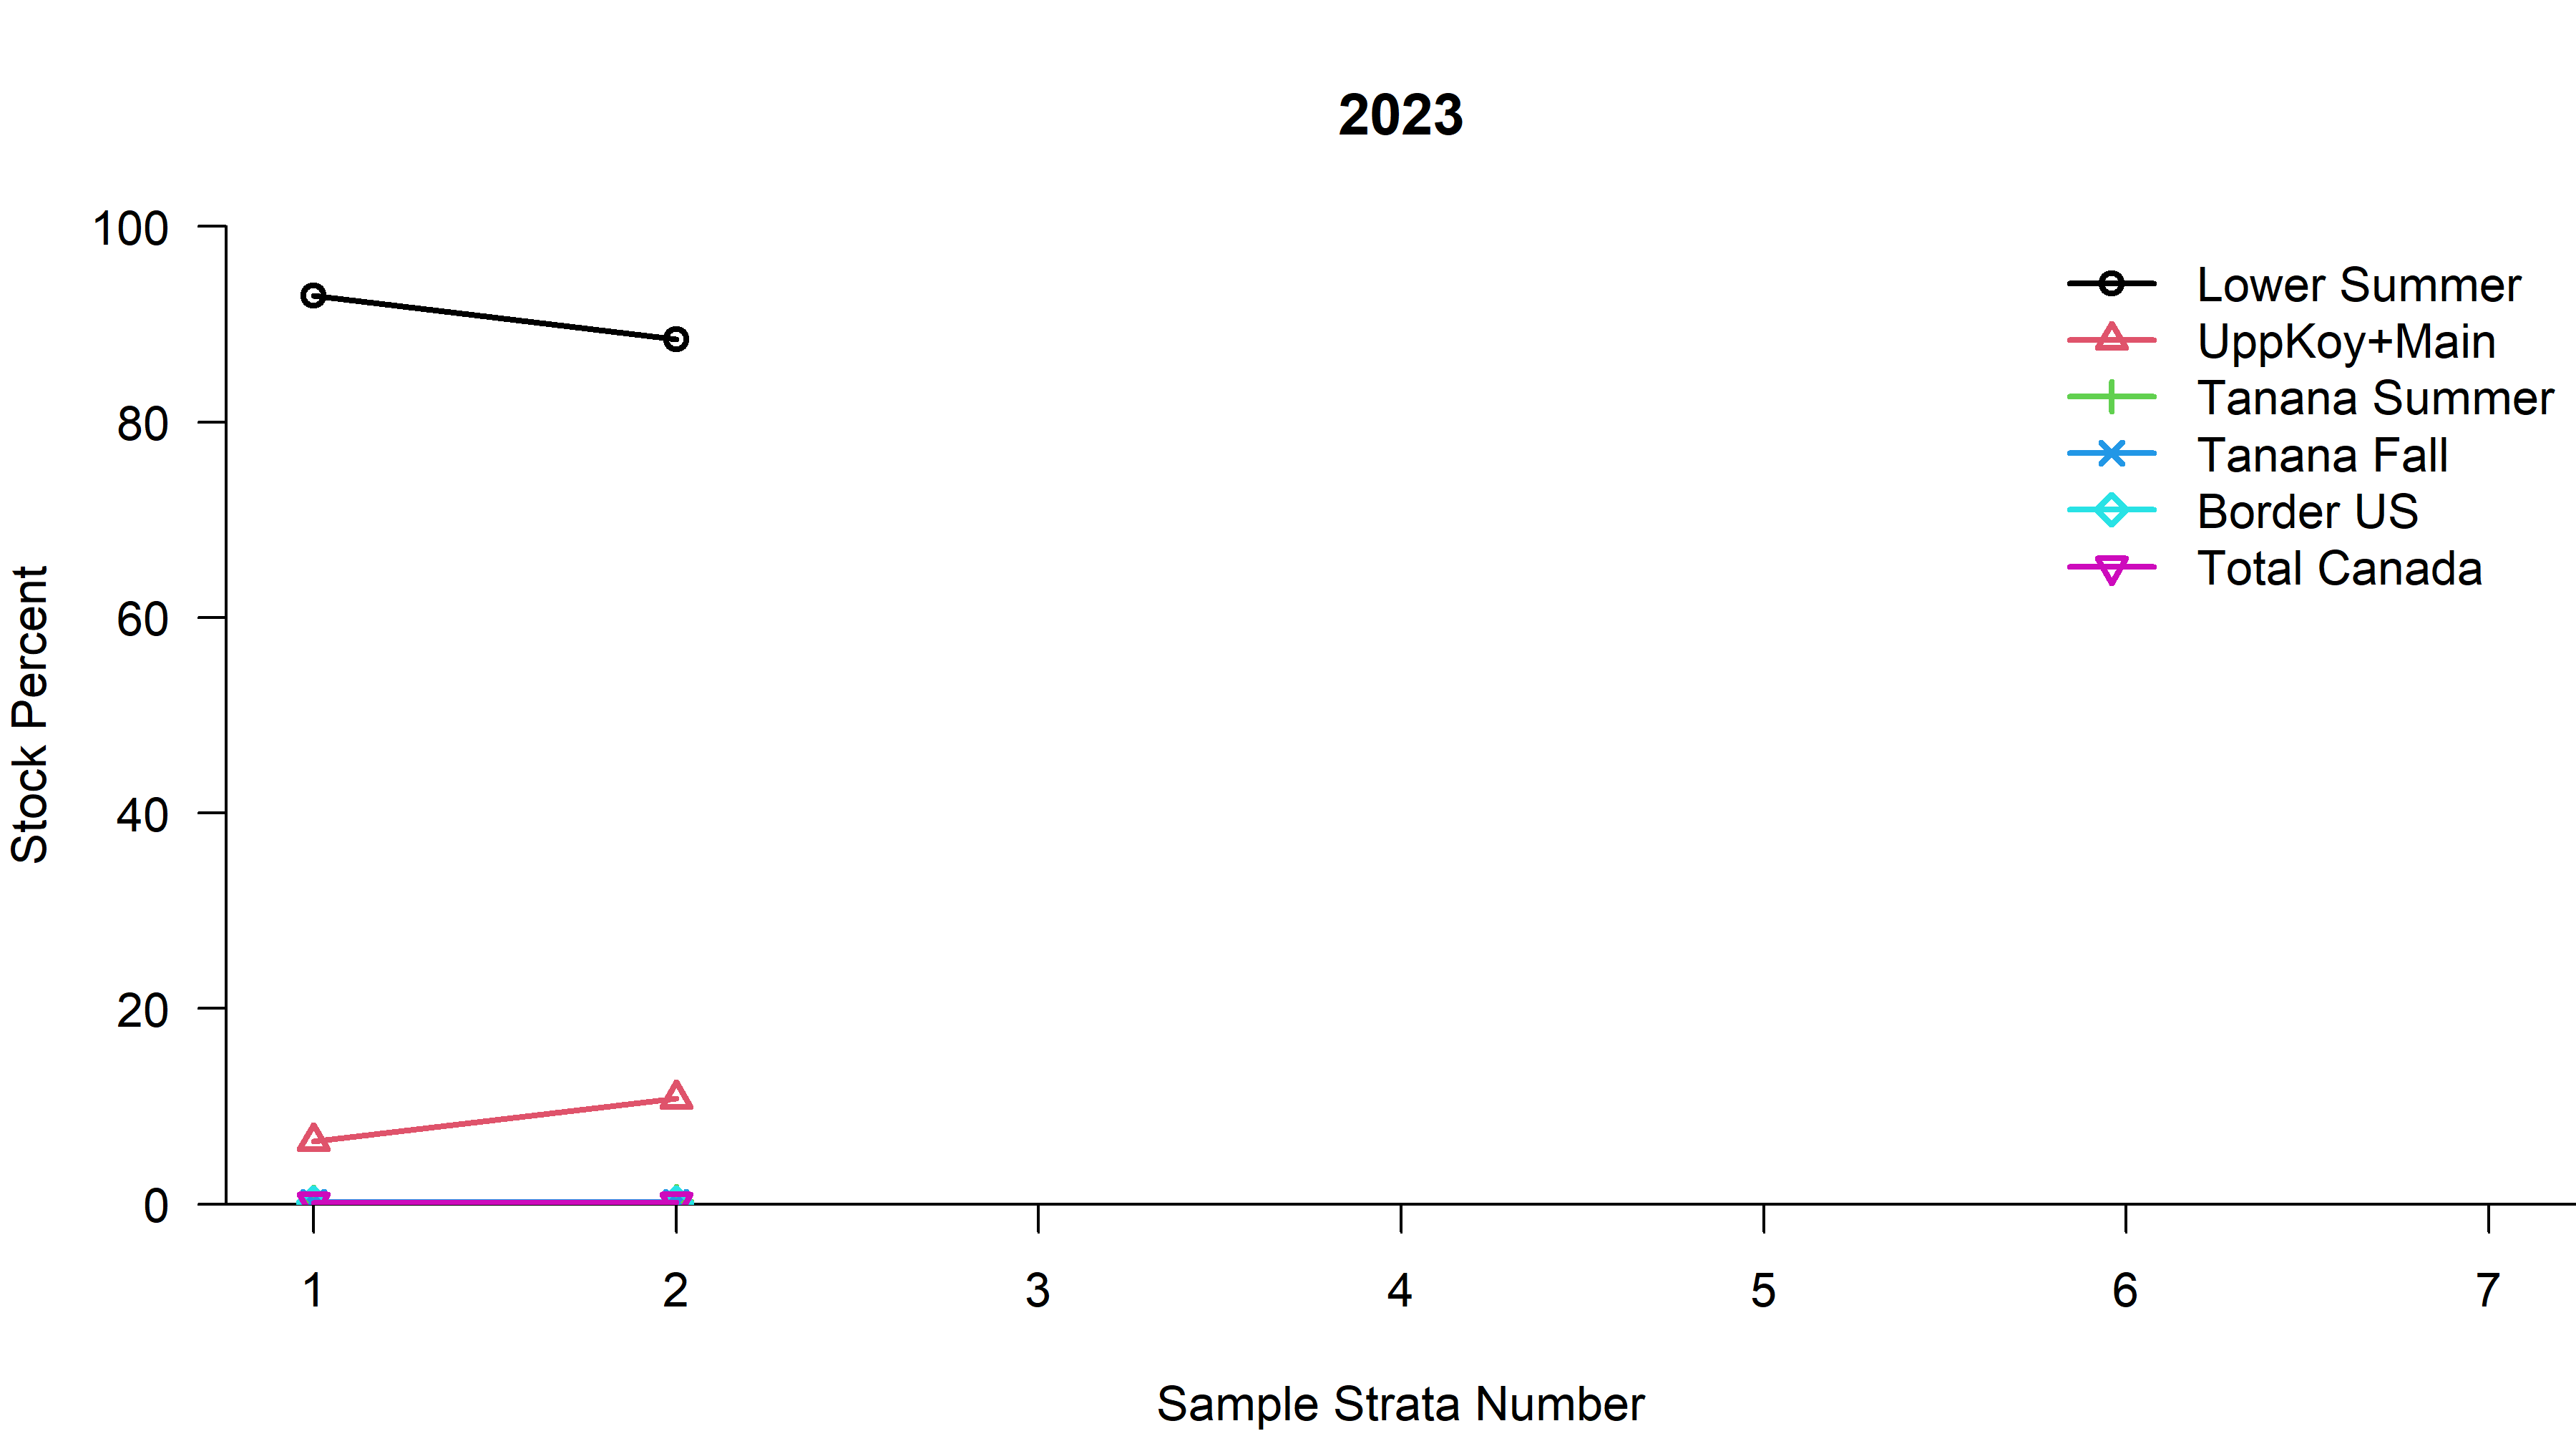 2023
100
80
60
40
20
0
Stock Percent
Lower Summer
UppKoy+Main
Tanana Summer
Tanana Fall
Border US
Total Canada
1 2 3 4 5 6 7
Sample Strata Number